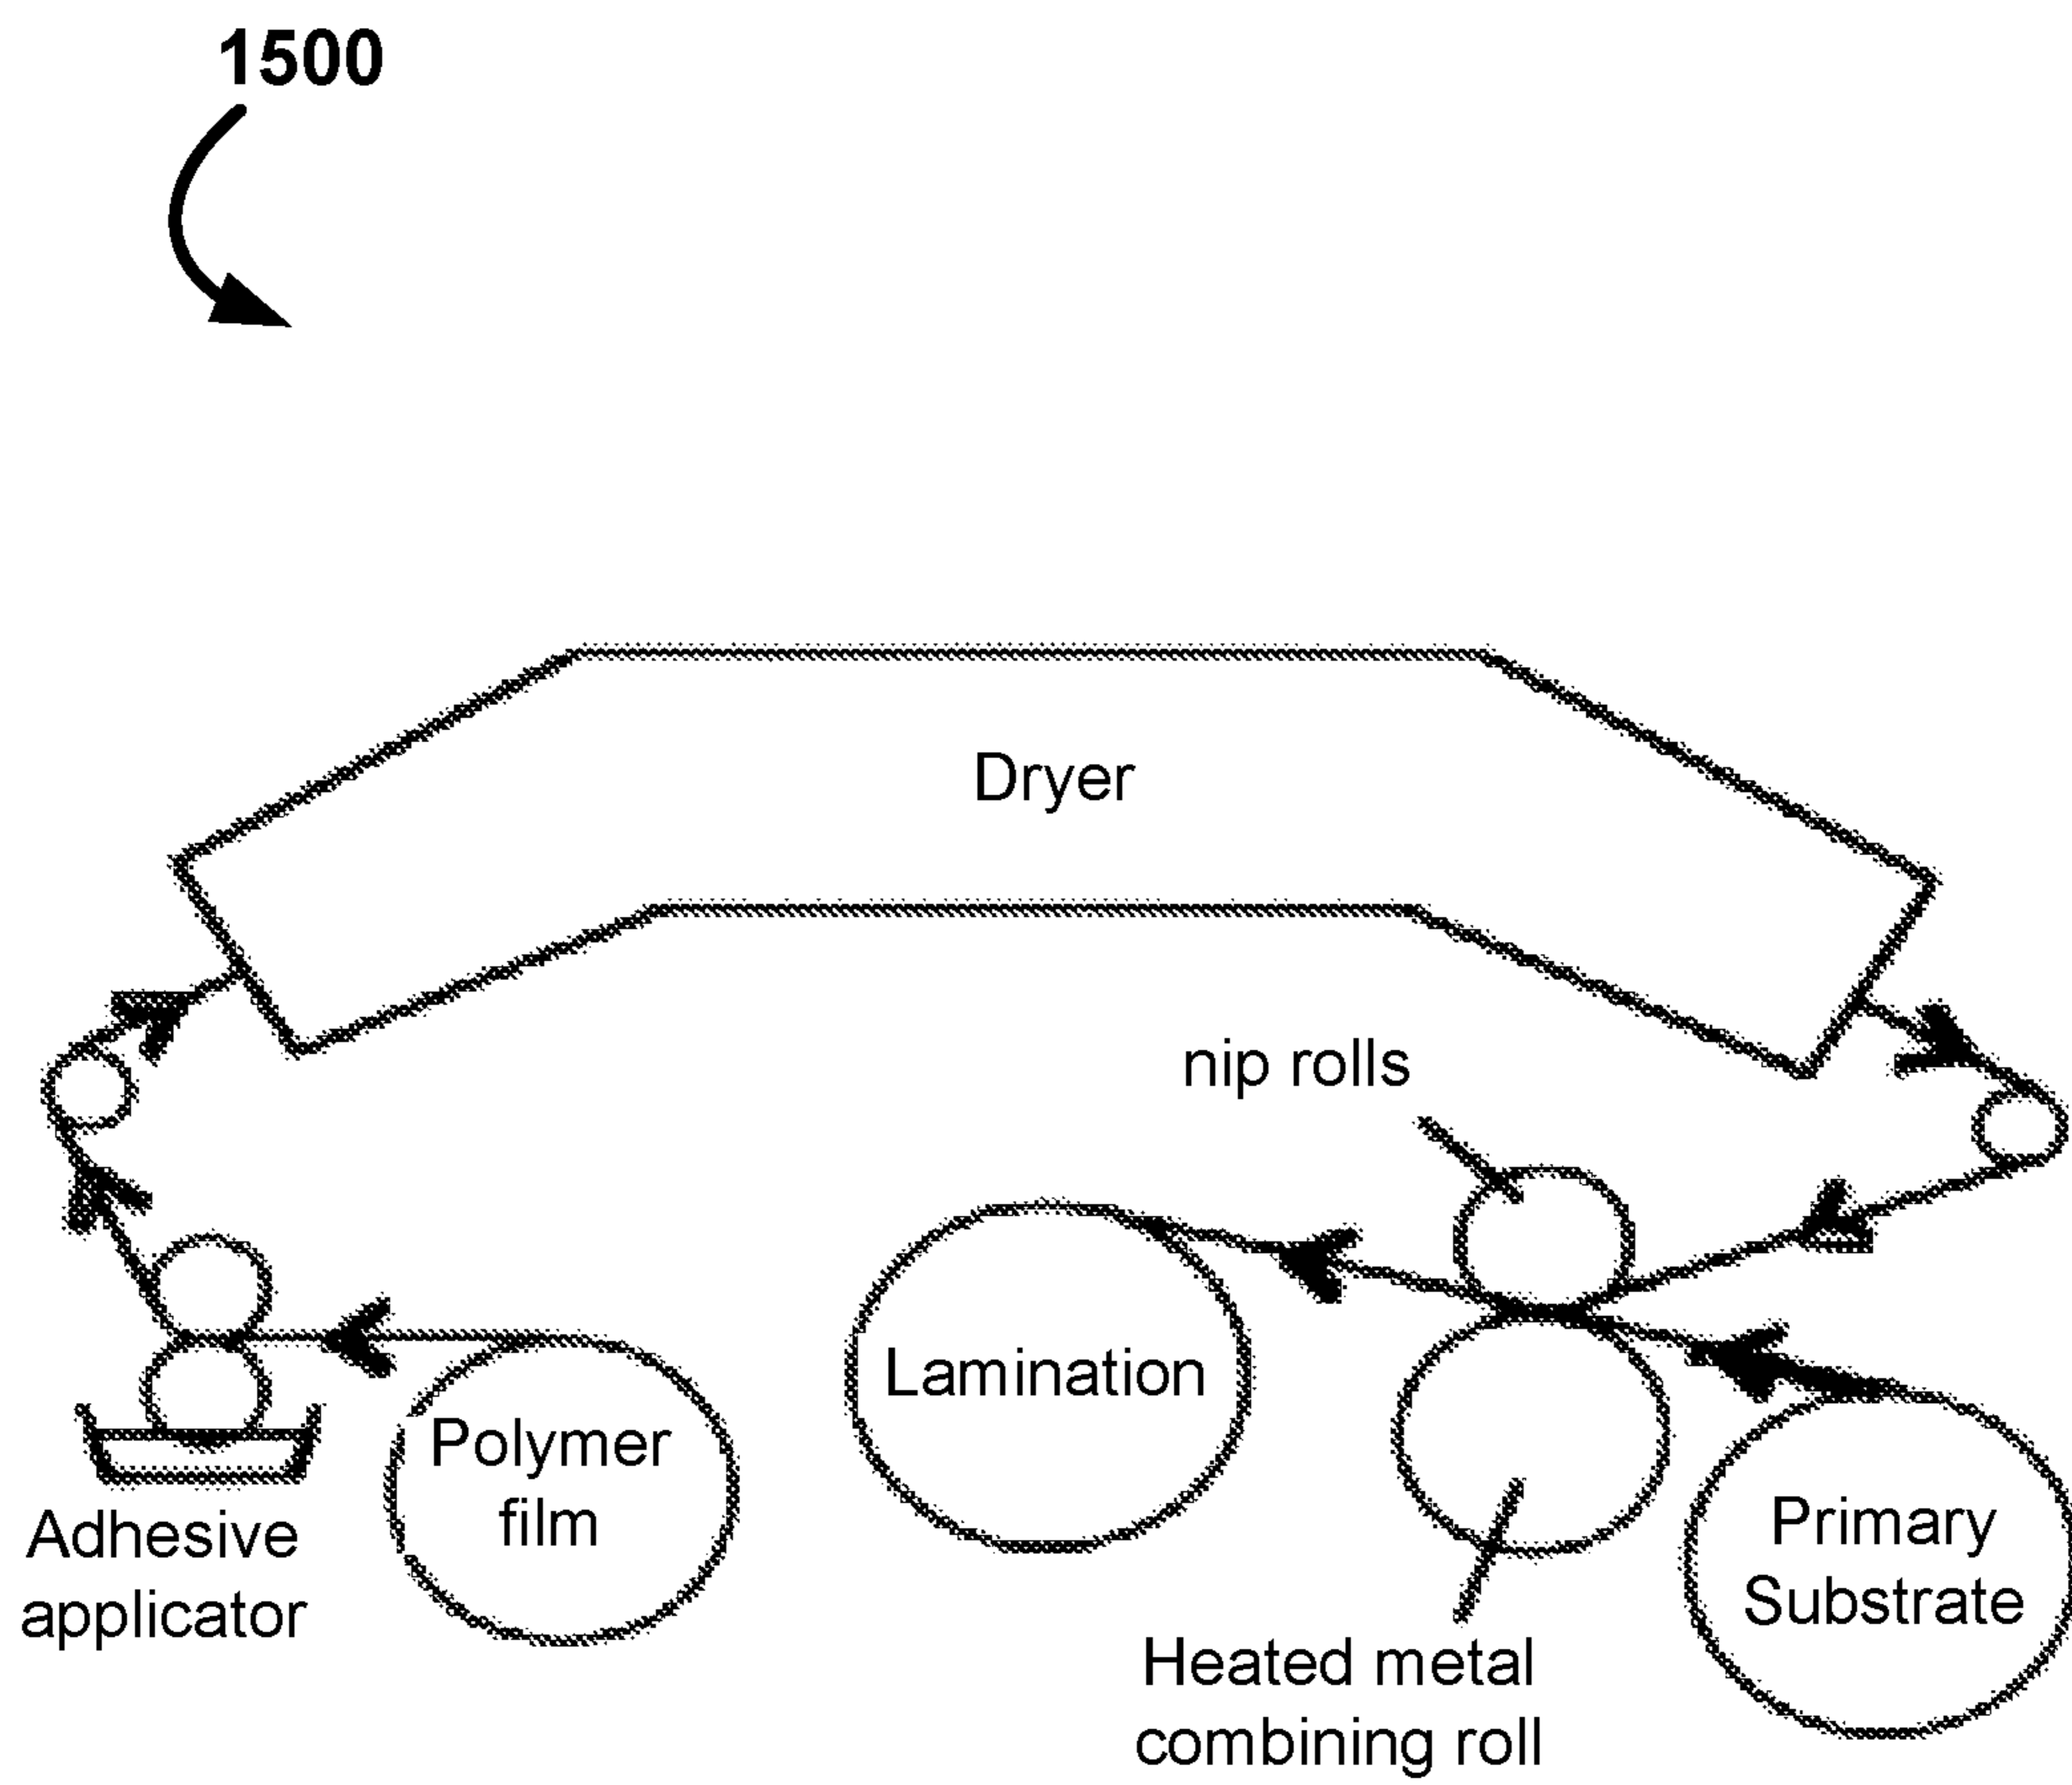 1500
Dryer
nip rolls
Lamination
Polymer
film
Adhesive
applicator
Primary
Substrate
Heated metal
combining roll